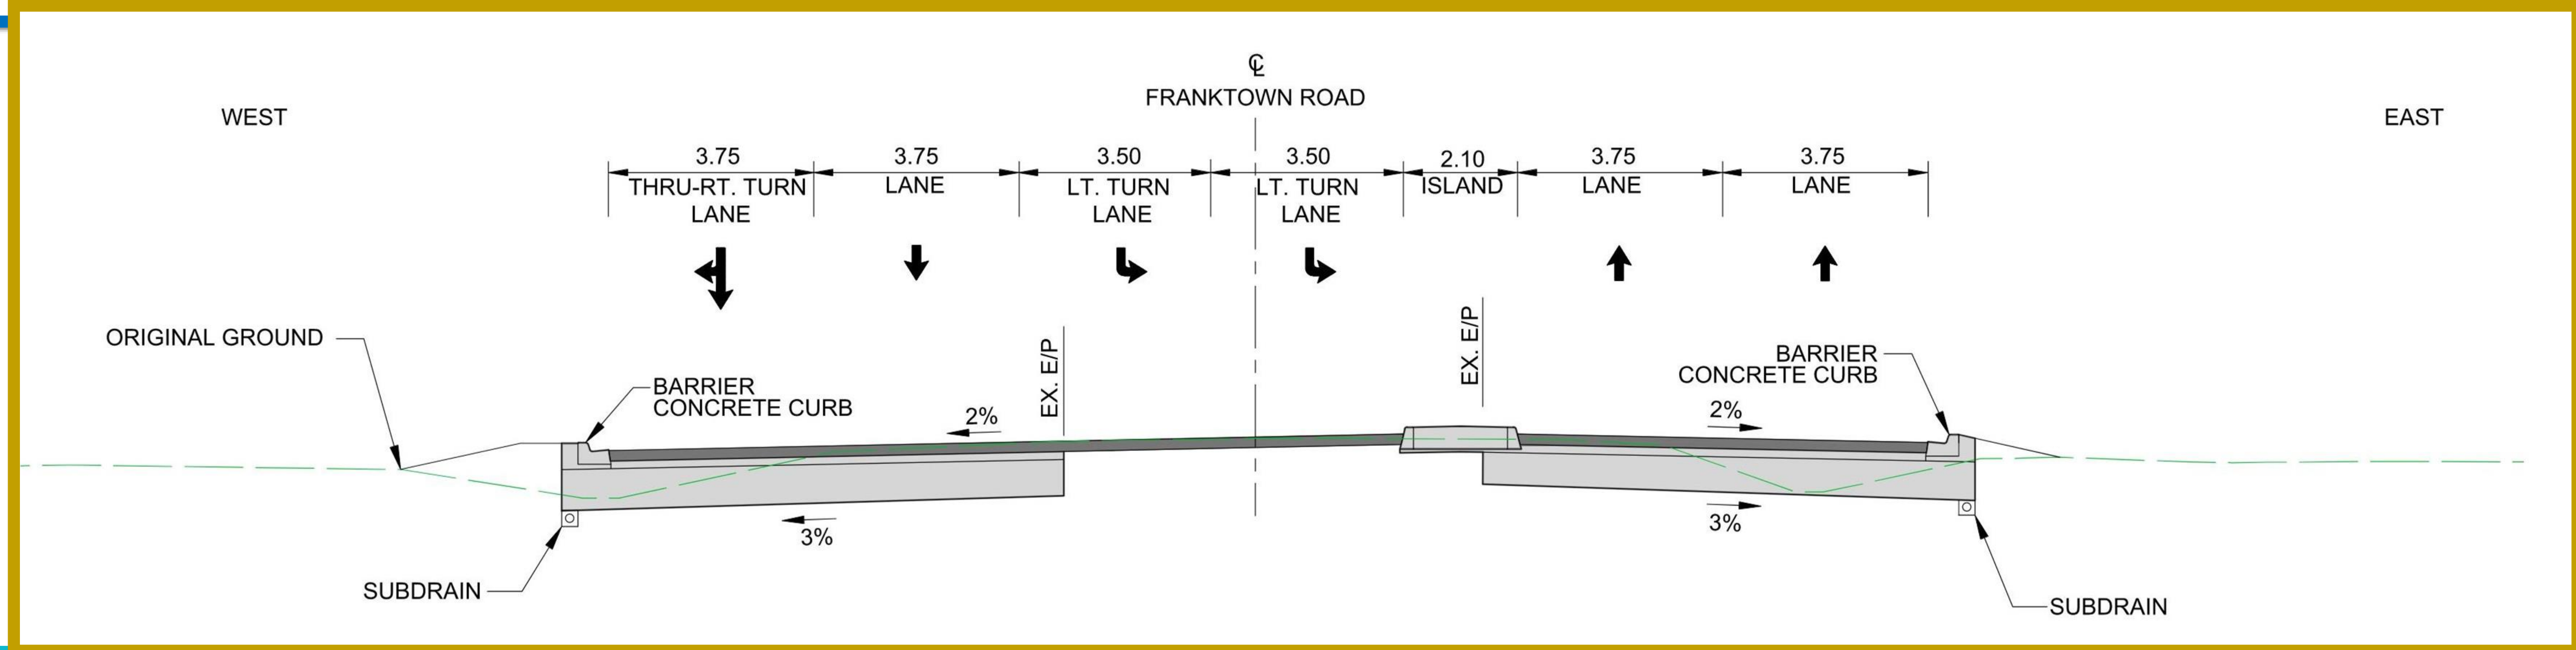 ℄
FRANKTOWN ROAD
WEST
EAST
3.75
3.75
3.50
3.50
2.10
3.75
3.75
THRU-RT. TURN
LANE
LANE
LT. TURN
LANE
LT. TURN
LANE
ISLAND
LANE
LANE
ORIGINAL GROUND
BARRIER
CONCRETE CURB
EX. E/P
EX. E/P
BARRIER
CONCRETE CURB
2%
2%
3%
3%
SUBDRAIN
SUBDRAIN